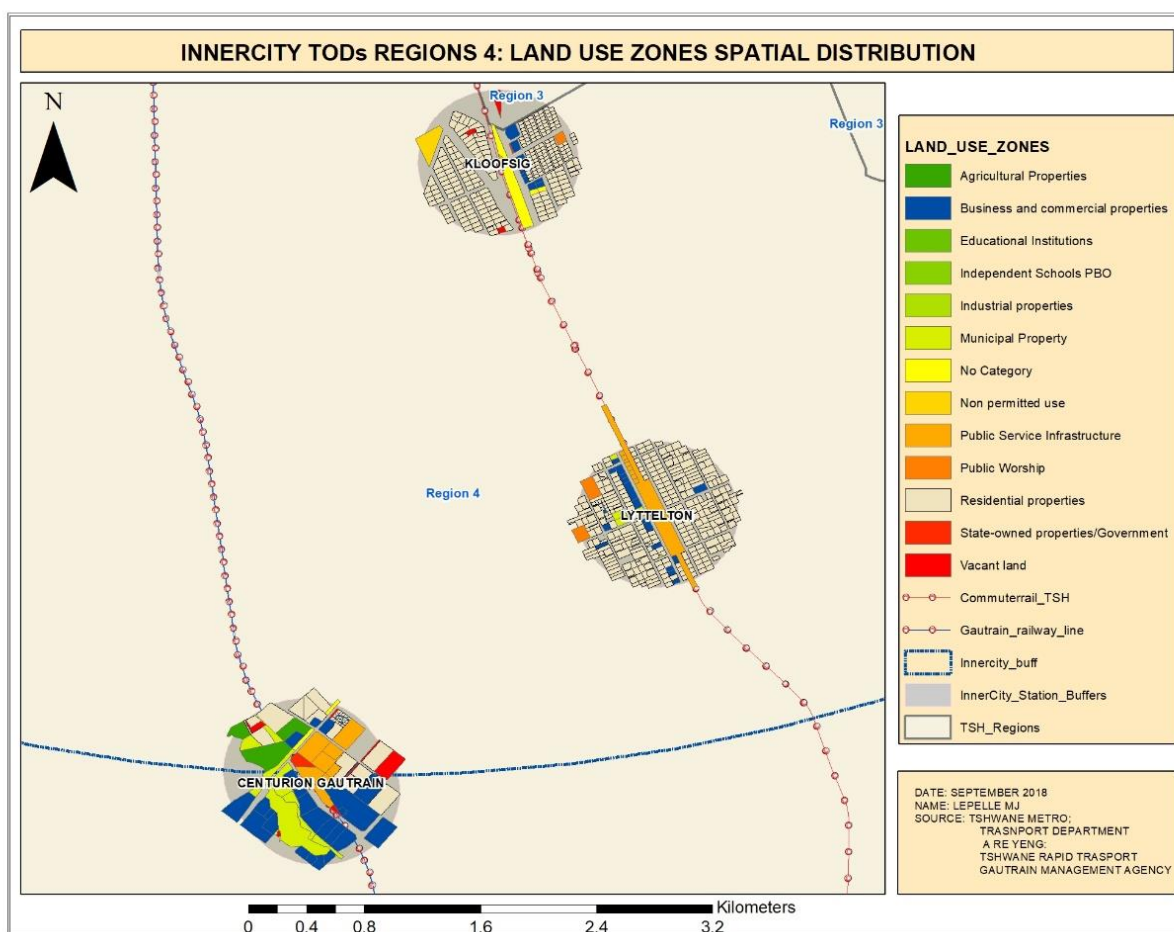 INNERCITY TODs REGIONS 4: LAND USE ZONES SPATIAL DISTRIBUTION
N
Region 3
Region 3
KLOOFSIG
Region 4
LYTTELTON
CENTURION GAUTRAIN
LAND_USE_ZONES
Agricultural Properties
Business and commercial properties
Educational Institutions
Independent Schools PBO
Industrial properties
Municipal Property
No Category
Non permitted use
Public Service Infrastructure
Public Worship
Residential properties
State-owned properties/Government
Vacant land
Commuterrail_TSH
Gautrain_railway_line
Innercity_buff
InnerCity_Station_Buffers
TSH_Regions
DATE: SEPTEMBER 2018
NAME: LEPELLE MJ
SOURCE: TSHWANE METRO;
TRASNPORT DEPARTMENT
A RE YENG:
TSHWANE RAPID TRASPORT
GAUTRAIN MANAGEMENT AGENCY
Kilometers
0 0.4 0.8 1.6 2.4 3.2